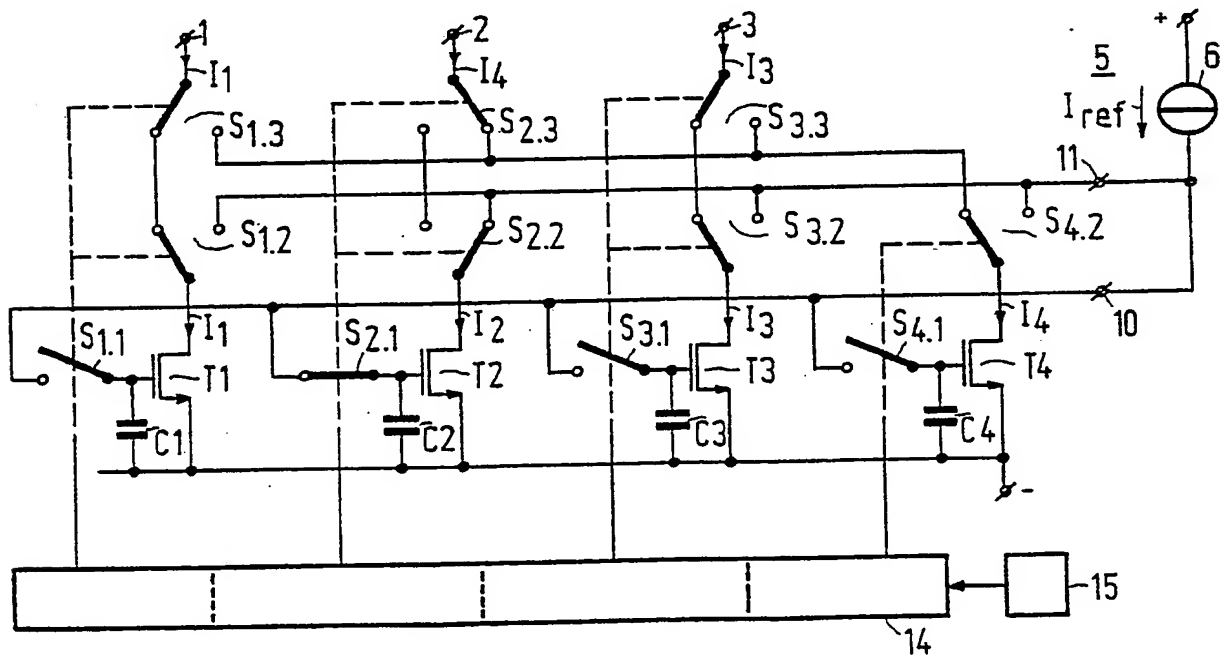 1 2 3 + 5 6
I1 I4 I3 Iref
S1.3 S2.3 S3.3 11
S1.2 S2.2 S3.2 S4.2
I1 I2 I3 I4 10
S1.1 S2.1 S3.1 S4.1
T1 T2 T3 T4
C1 C2 C3 C4
-
15
14